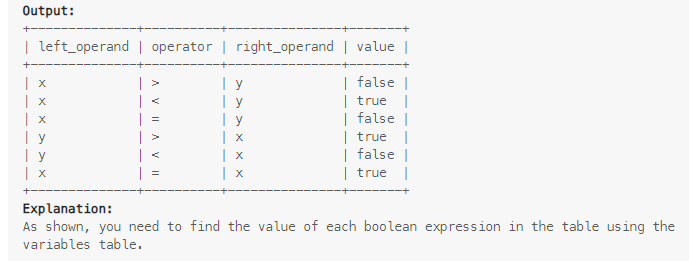 Output:
+--------------+----------+---------------+-------+
| left_operand | operator | right_operand | value |
+--------------+----------+---------------+-------+
| x            | >        | y             | false |
| x            | <        | y             | true  |
| x            | =        | y             | false |
| y            | >        | x             | true  |
| y            | <        | x             | false |
| x            | =        | x             | true  |
+--------------+----------+---------------+-------+
Explanation:
As shown, you need to find the value of each boolean expression in the table using the
variables table.